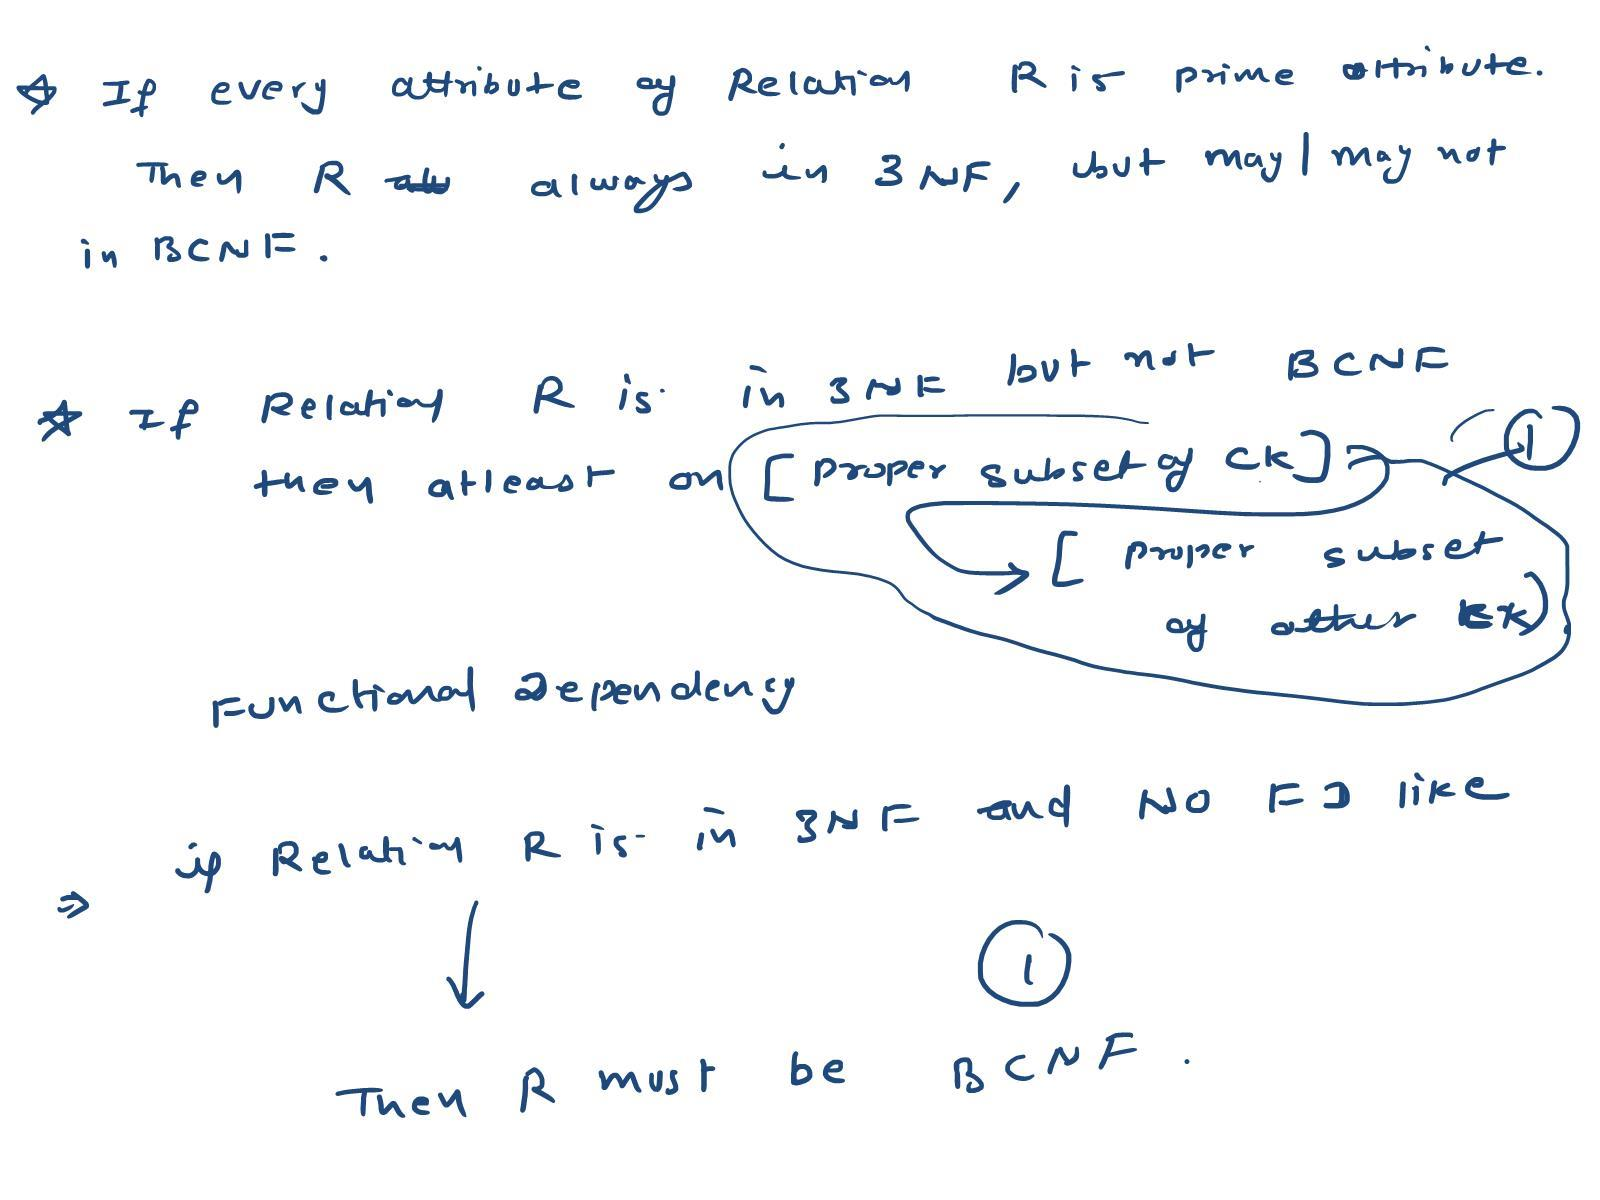 ☆ If every attribute of Relation R is prime attribute.
Then R always in 3NF, but may/may not
in BCNF.
☆ If Relation R is in 3NF but not BCNF
then atleast on [proper subset of CK] ①
→ [proper subset
of other CK)
Functional Dependency
⇒ if Relation R is in 3NF and NO FD like
↓ ①
Then R must be BCNF.